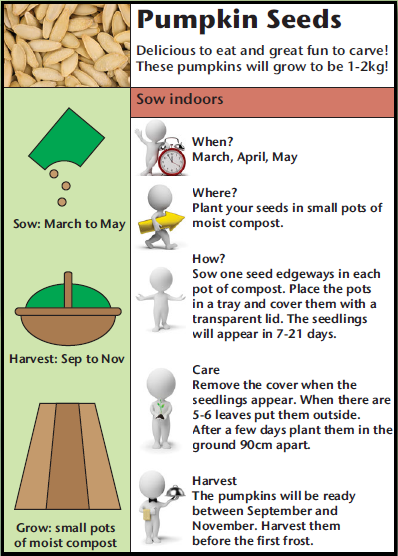 Pumpkin Seeds
Delicious to eat and great fun to carve!
These pumpkins will grow to be 1-2kg!
Sow: March to May
Harvest: Sep to Nov
Grow: small pots
of moist compost
Sow indoors
When?
March, April, May
Where?
Plant your seeds in small pots of
moist compost.
How?
Sow one seed edgeways in each
pot of compost. Place the pots
in a tray and cover them with a
transparent lid. The seedlings
will appear in 7-21 days.
Care
Remove the cover when the
seedlings appear. When there are
5-6 leaves put them outside.
After a few days plant them in the
ground 90cm apart.
Harvest
The pumpkins will be ready
between September and
November. Harvest them
before the first frost.